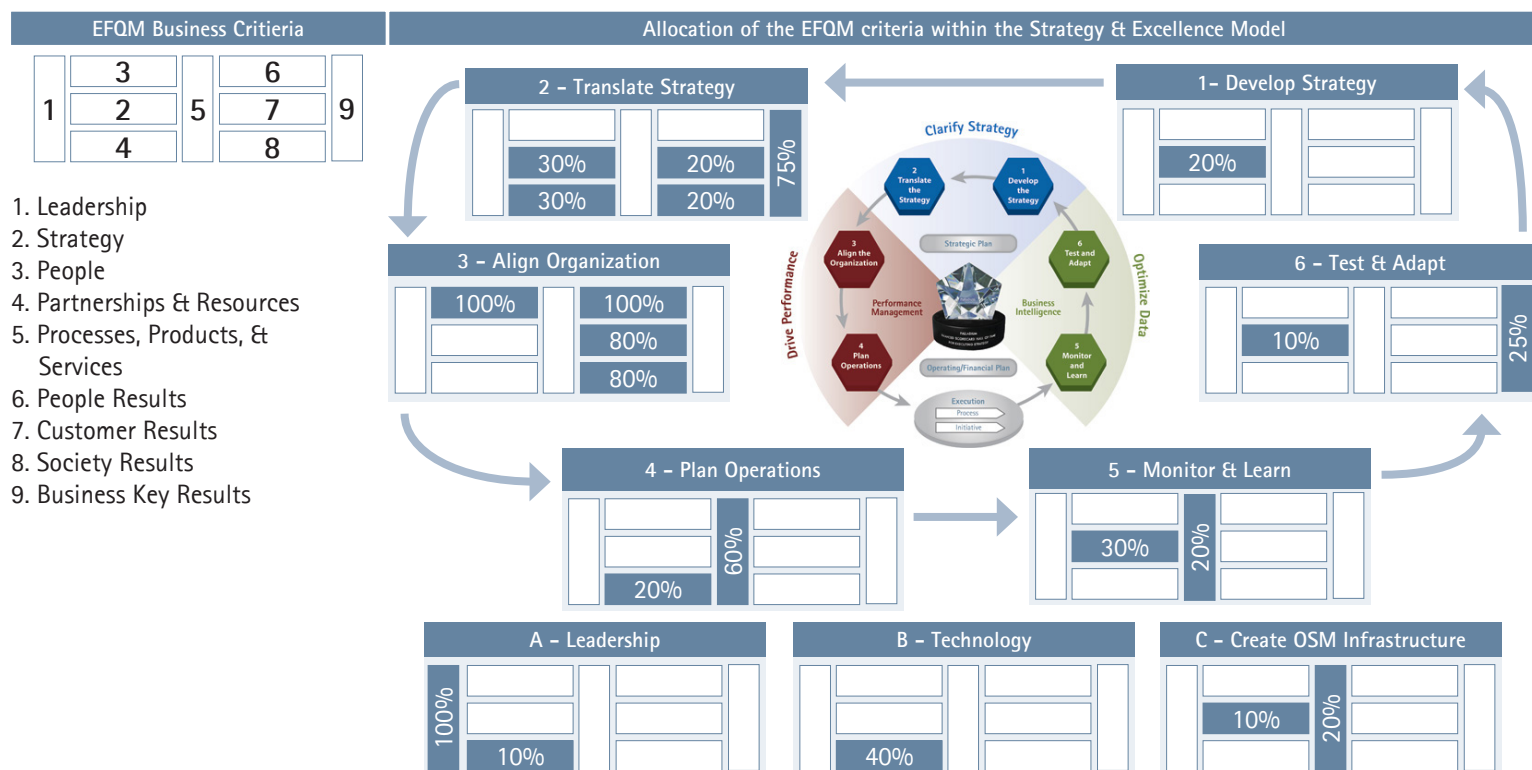 EFQM Business Critieria
Allocation of the EFQM criteria within the Strategy & Excellence Model
3
6
1
2
5
7
9
4
8
1. Leadership
2. Strategy
3. People
4. Partnerships & Resources
5. Processes, Products, &
Services
6. People Results
7. Customer Results
8. Society Results
9. Business Key Results
2 - Translate Strategy
30%
20%
30%
20%
75%
1- Develop Strategy
20%
3 - Align Organization
100%
100%
80%
80%
6 - Test & Adapt
10%
25%
Clarify Strategy
Drive Performance
Optimize Data
2
Translate
the
Strategy
1
Develop
the
Strategy
Strategic Plan
3
Align the
Organization
6
Test and
Adapt
Performance
Management
Business
Intelligence
4
Plan
Operations
5
Monitor
and
Learn
Operating/Financial Plan
Execution
Process
Initiative
4 - Plan Operations
20%
60%
5 - Monitor & Learn
30%
20%
A - Leadership
100%
10%
B - Technology
40%
C - Create OSM Infrastructure
10%
20%